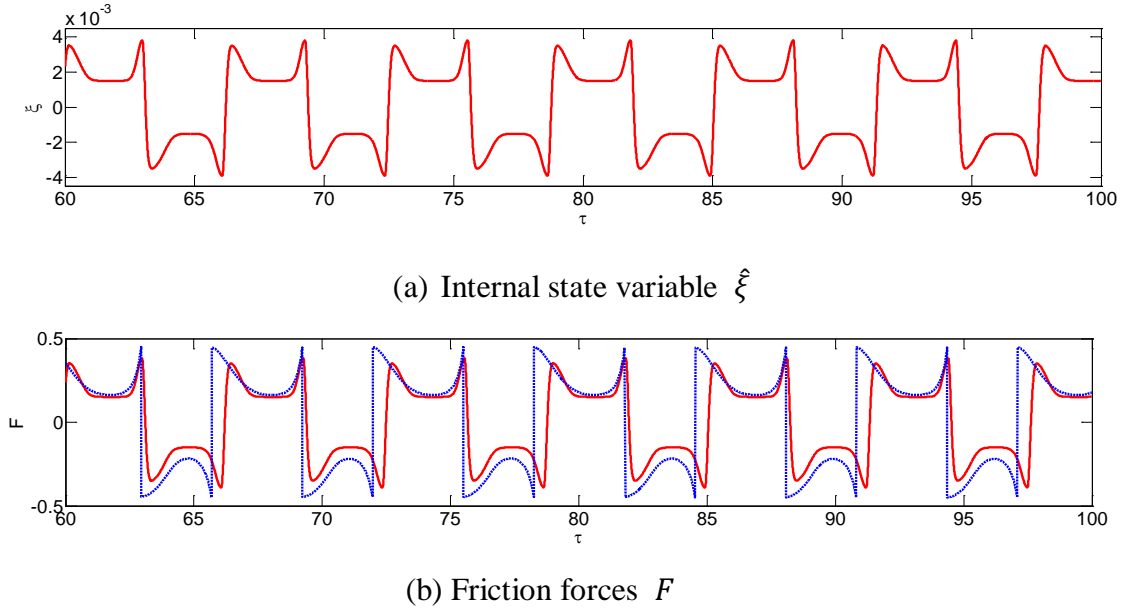 x 10⁻³
4
2
0
-2
-4
ξ
60 65 70 75 80 85 90 95 100
τ
(a) Internal state variable ξ̂
0.5
0
-0.5
F
60 65 70 75 80 85 90 95 100
τ
(b) Friction forces F